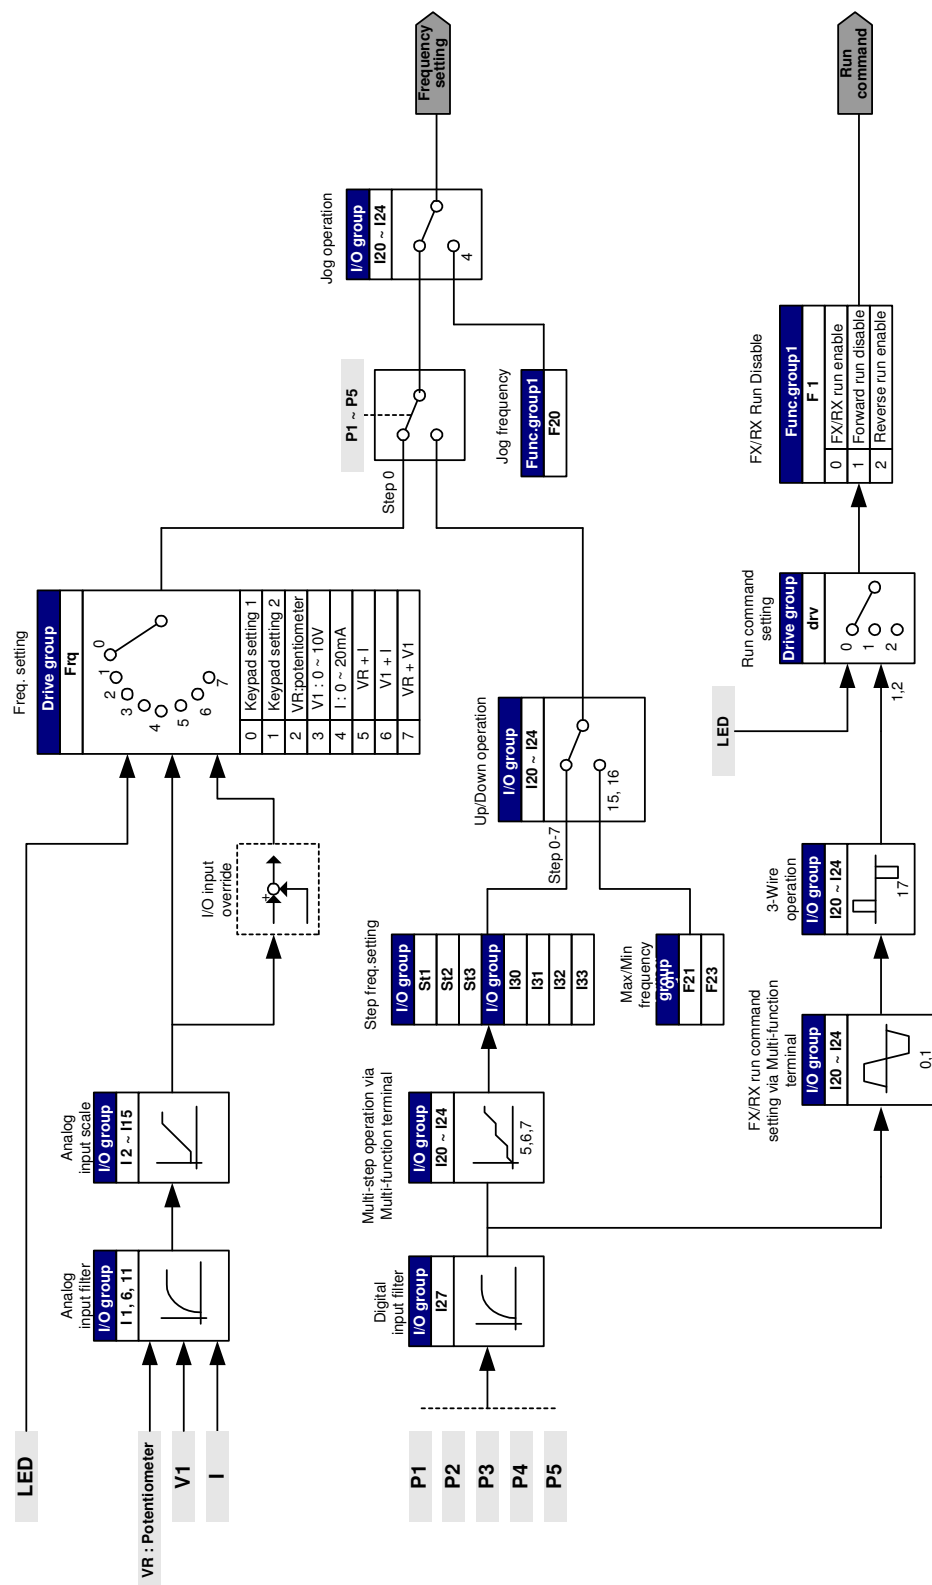 LED
VR : Potentiometer
V1
I
Analog
input filter
I/O group
I 1, 6, 11
Analog
input scale
I/O group
I 2 ~ I15
I/O input
override
+
Freq. setting
Drive group
Frq
0
1
2
3
4
5
6
7
0 Keypad setting 1
1 Keypad setting 2
2 VR:potentiometer
3 V1 : 0 ~ 10V
4 I : 0 ~ 20mA
5 VR + I
6 V1 + I
7 VR + V1
P1
P2
P3
P4
P5
Digital
input filter
I/O group
I27
Multi-step operation via
Multi-function terminal
I/O group
I20 ~ I24
5,6,7
Step freq.setting
I/O group
St1
St2
St3
I/O group
I30
I31
I32
I33
Max/Min
frequency
group
F21
F23
Step 0-7
Up/Down operation
I/O group
I20 ~ I24
15, 16
Step 0
P1 ~ P5
Jog frequency
Func.group1
F20
Jog operation
I/O group
I20 ~ I24
4
Frequency
setting
FX/RX run command
setting via Multi-function
terminal
I/O group
I20 ~ I24
0,1
3-Wire
operation
I/O group
I20 ~ I24
17
LED
1,2
Run command
setting
Drive group
drv
0
1
2
FX/RX Run Disable
Func.group1
F 1
0 FX/RX run enable
1 Forward run disable
2 Reverse run enable
Run
command